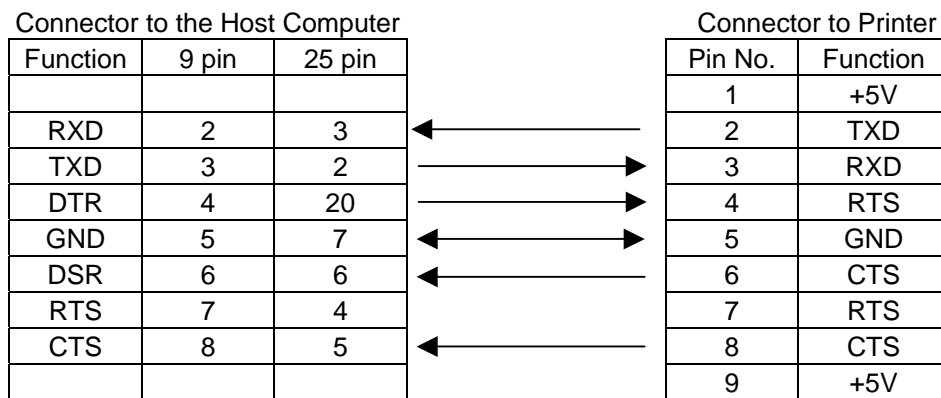 Connector to the Host Computer Connector to Printer
Function 9 pin 25 pin Pin No. Function
1 +5V
RXD 2 3 2 TXD
TXD 3 2 3 RXD
DTR 4 20 4 RTS
GND 5 7 5 GND
DSR 6 6 6 CTS
RTS 7 4 7 RTS
CTS 8 5 8 CTS
9 +5V